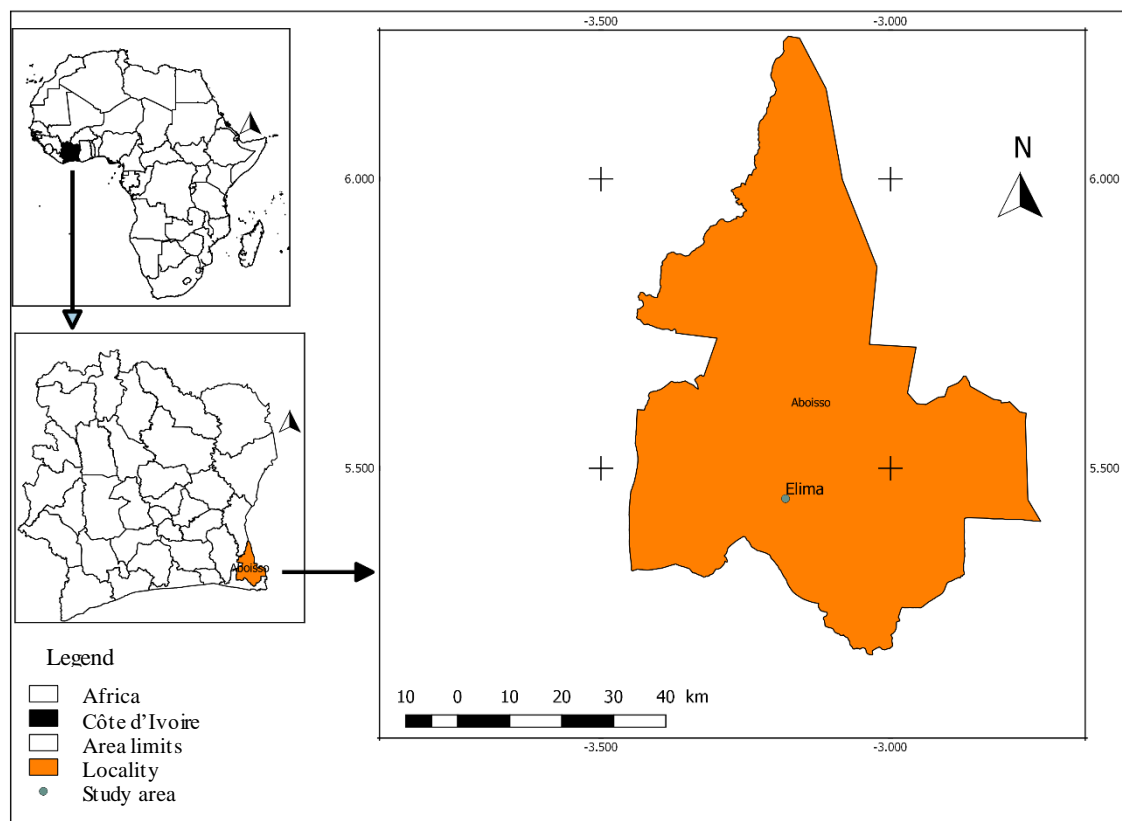 -3.500 -3.000
N
6.000 6.000
Aboisso
5.500 5.500
Elima
Aboisso
10 0 10 20 30 40 km
-3.500 -3.000
Legend
Africa
Côte d'Ivoire
Area limits
Locality
Study area